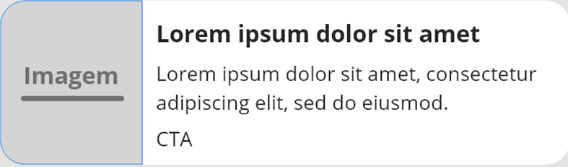 Imagem
Lorem ipsum dolor sit amet
Lorem ipsum dolor sit amet, consectetur
adipiscing elit, sed do eiusmod.
CTA